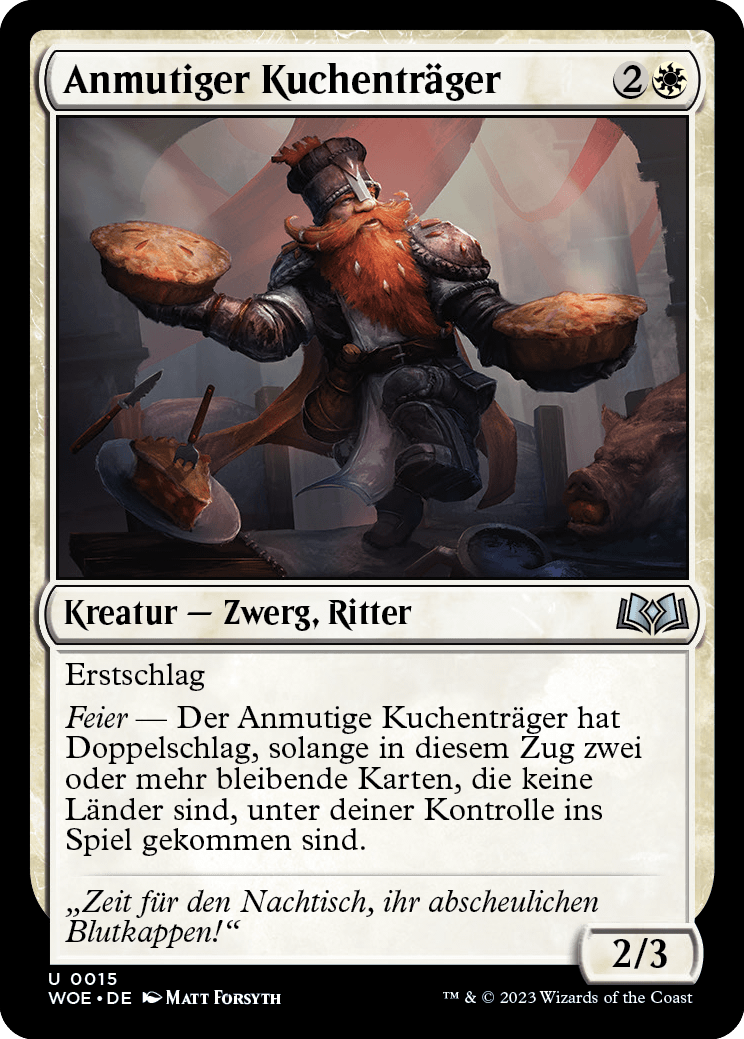 Anmutiger Kuchenträger 2
Kreatur — Zwerg, Ritter
Erstschlag
Feier — Der Anmutige Kuchenträger hat
Doppelschlag, solange in diesem Zug zwei
oder mehr bleibende Karten, die keine
Länder sind, unter deiner Kontrolle ins
Spiel gekommen sind.
„Zeit für den Nachtisch, ihr abscheulichen
Blutkappen!“
2/3
U 0015
WOE • DE Matt Forsyth
™ & © 2023 Wizards of the Coast